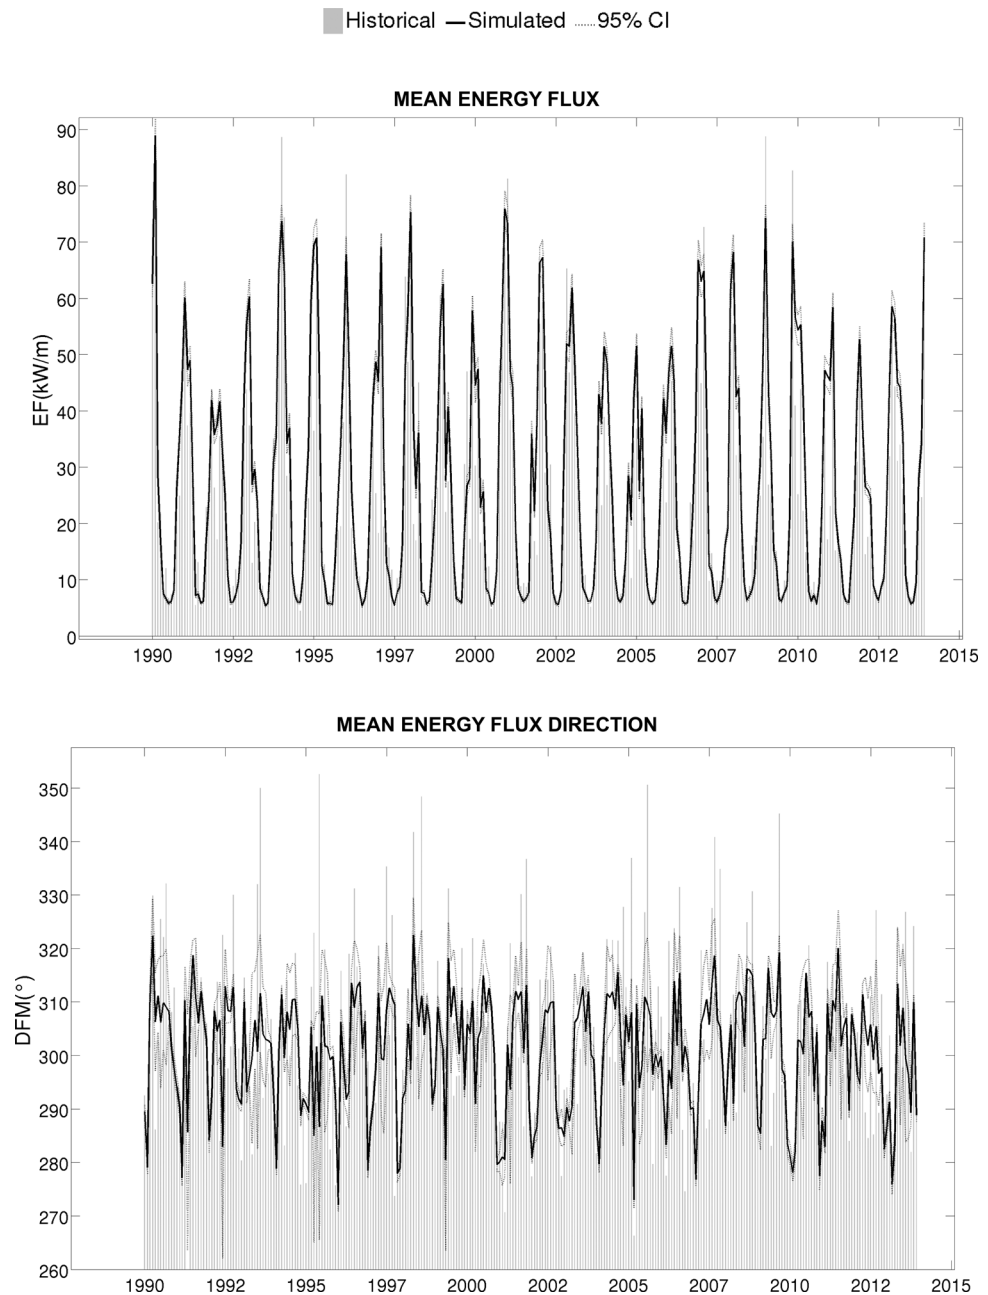 Historical Simulated 95% CI
MEAN ENERGY FLUX
EF(kW/m)
90
80
70
60
50
40
30
20
10
0
1990 1992 1995 1997 2000 2002 2005 2007 2010 2012 2015
MEAN ENERGY FLUX DIRECTION
DFM(°)
350
340
330
320
310
300
290
280
270
260
1990 1992 1995 1997 2000 2002 2005 2007 2010 2012 2015